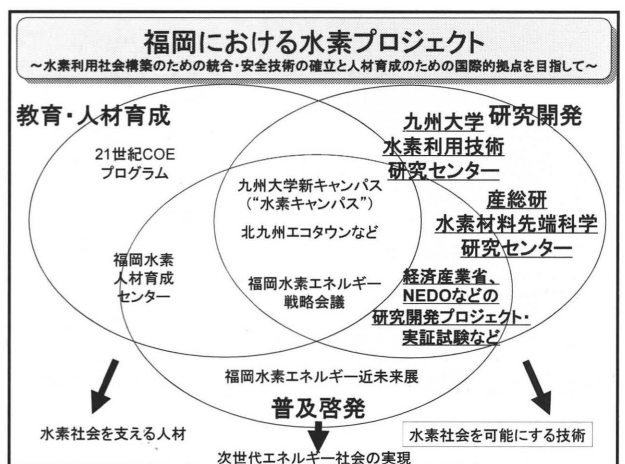 福岡における水素プロジェクト
～水素利用社会構築のための統合・安全技術の確立と人材育成のための国際的拠点を目指して～
教育・人材育成
21世紀COE
プログラム
福岡水素
人材育成
センター
九州大学新キャンパス
(“水素キャンパス”)
北九州エコタウンなど
福岡水素エネルギー
戦略会議
研究開発
九州大学
水素利用技術
研究センター
産総研
水素材料先端科学
研究センター
経済産業省、
NEDOなどの
研究開発プロジェクト・
実証試験など
福岡水素エネルギー近未来展
普及啓発
水素社会を支える人材
次世代エネルギー社会の実現
水素社会を可能にする技術